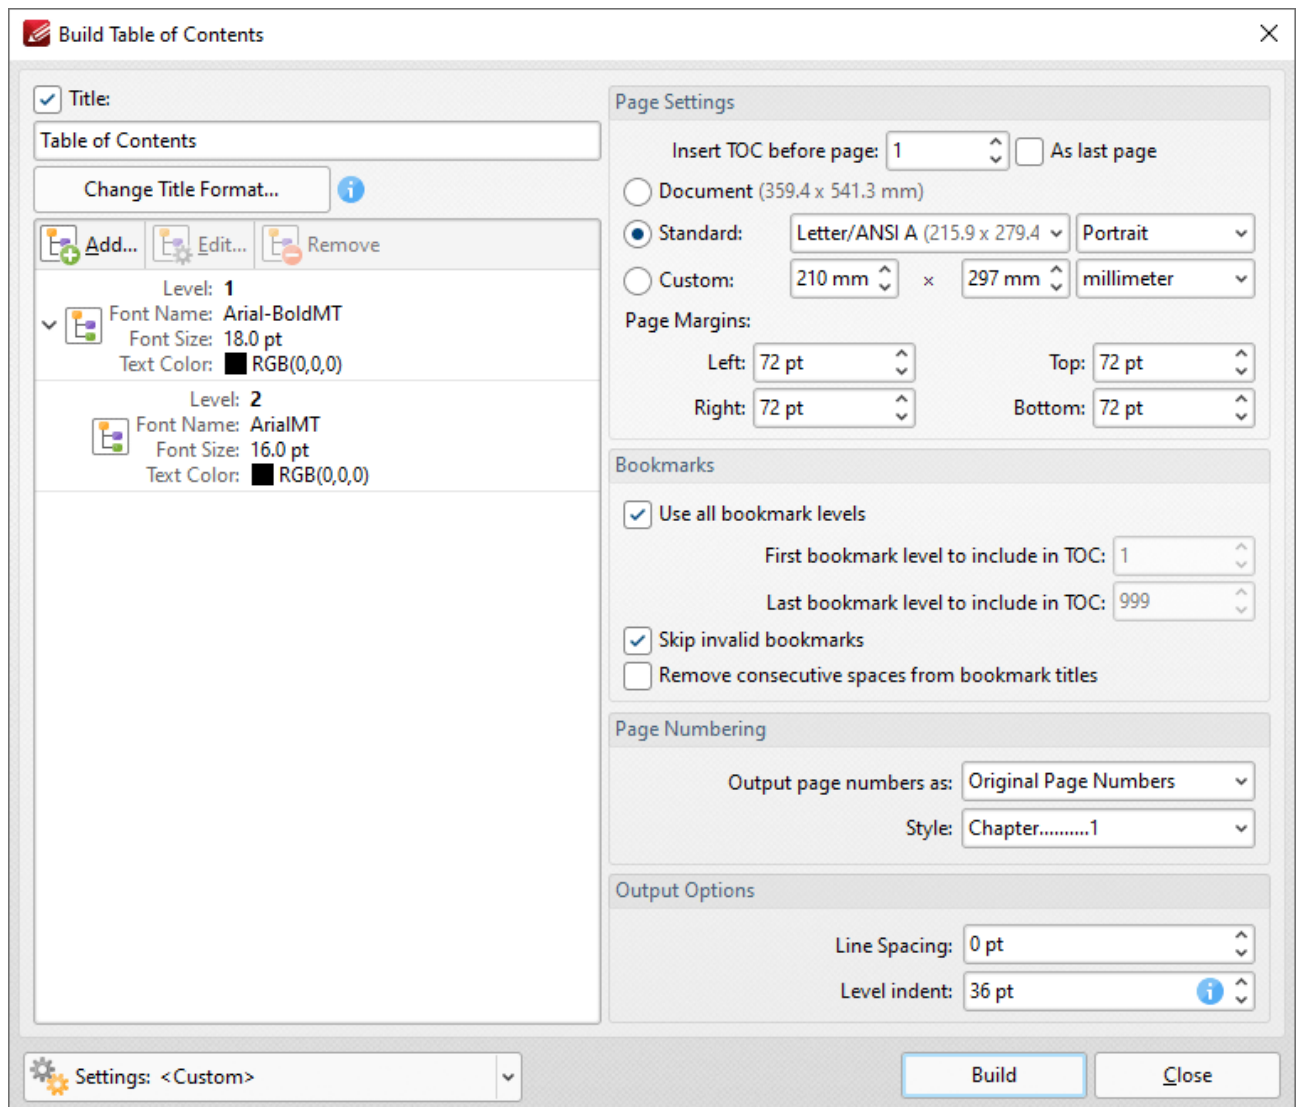 Build Table of Contents
Title:
Table of Contents
Change Title Format...
Add...
Edit...
Remove
Level: 1
Font Name: Arial-BoldMT
Font Size: 18.0 pt
Text Color: RGB(0,0,0)
Level: 2
Font Name: ArialMT
Font Size: 16.0 pt
Text Color: RGB(0,0,0)
Page Settings
Insert TOC before page: 1 As last page
Document (359.4 x 541.3 mm)
Standard: Letter/ANSI A (215.9 x 279.4 Portrait
Custom: 210 mm × 297 mm millimeter
Page Margins:
Left: 72 pt Top: 72 pt
Right: 72 pt Bottom: 72 pt
Bookmarks
Use all bookmark levels
First bookmark level to include in TOC: 1
Last bookmark level to include in TOC: 999
Skip invalid bookmarks
Remove consecutive spaces from bookmark titles
Page Numbering
Output page numbers as: Original Page Numbers
Style: Chapter..........1
Output Options
Line Spacing: 0 pt
Level indent: 36 pt
Settings: <Custom>
Build
Close